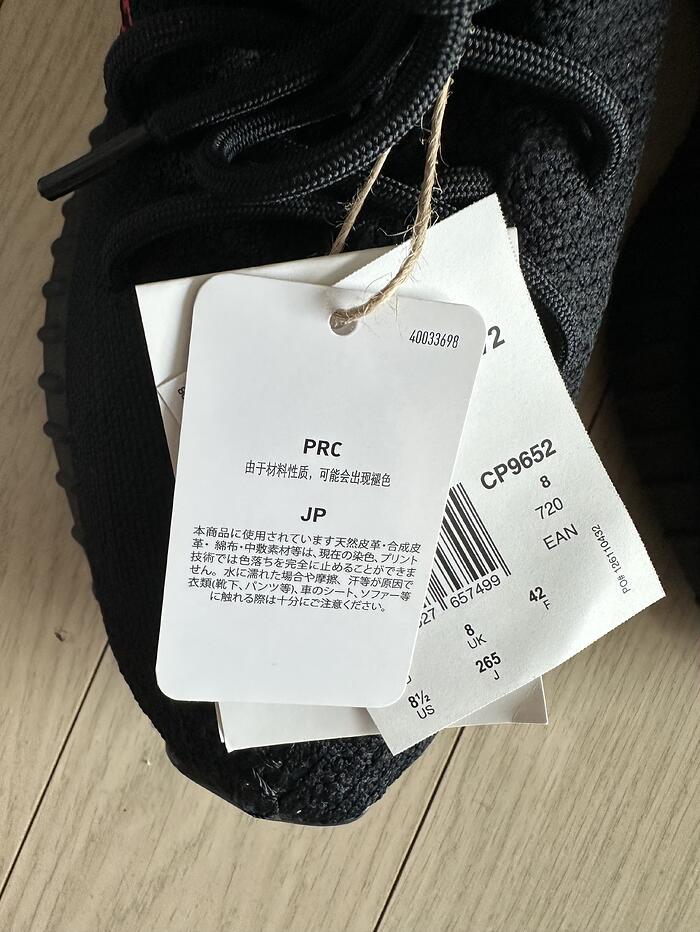 40033698
PRC
由于材料性质，可能会出现褪色
JP
本商品に使用されています天然皮革・合成皮
革・綿布・中敷素材等は、現在の染色、プリント
技術では色落ちを完全に止めることができま
せん。水に濡れた場合や摩擦、汗等が原因で
衣類(靴下、パンツ等)、車のシート、ソファー等
に触れる際は十分にご注意ください。
CP9652
8
720
EAN
657499
PO# 1261110432
42
F
8
UK
265
J
8½
US